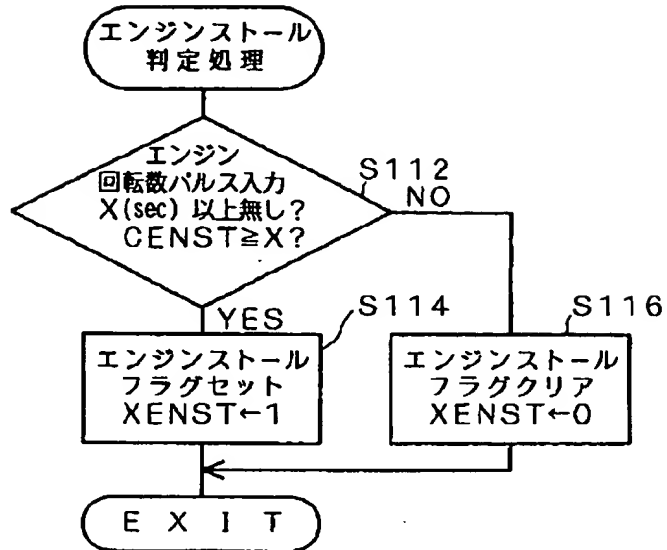 エンジンストール
判定処理
エンジン
回転数パルス入力
X(sec) 以上無し?
CENST≧X?
S112
NO
YES
S114
S116
エンジンストール
フラグセット
XENST←1
エンジンストール
フラグクリア
XENST←0
EXIT